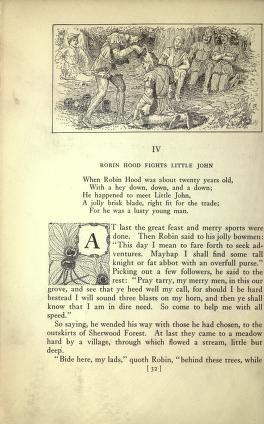 IV
ROBIN HOOD FIGHTS LITTLE JOHN
When Robin Hood was about twenty years old,
With a hey down, down, and a down;
He happened to meet Little John,
A jolly brisk blade, right fit for the trade;
For he was a lusty young man.
AT last the great feast and merry sports were
done. Then Robin said to his jolly bowmen:
"This day I mean to fare forth to seek ad-
ventures. Mayhap I shall find some tall
knight or fat abbot with an overfull purse."
Picking out a few followers, he said to the
rest: "Pray tarry, my merry men, in this our
grove, and see that ye heed well my call, for should I be hard
bestead I will sound three blasts on my horn, and then ye shall
know that I am in dire need. So come to help me with all
speed."
So saying, he wended his way with those he had chosen, to the
outskirts of Sherwood Forest. At last they came to a meadow
hard by a village, through which flowed a stream, little but
deep.
"Bide here, my lads," quoth Robin, "behind these trees, while
[32]